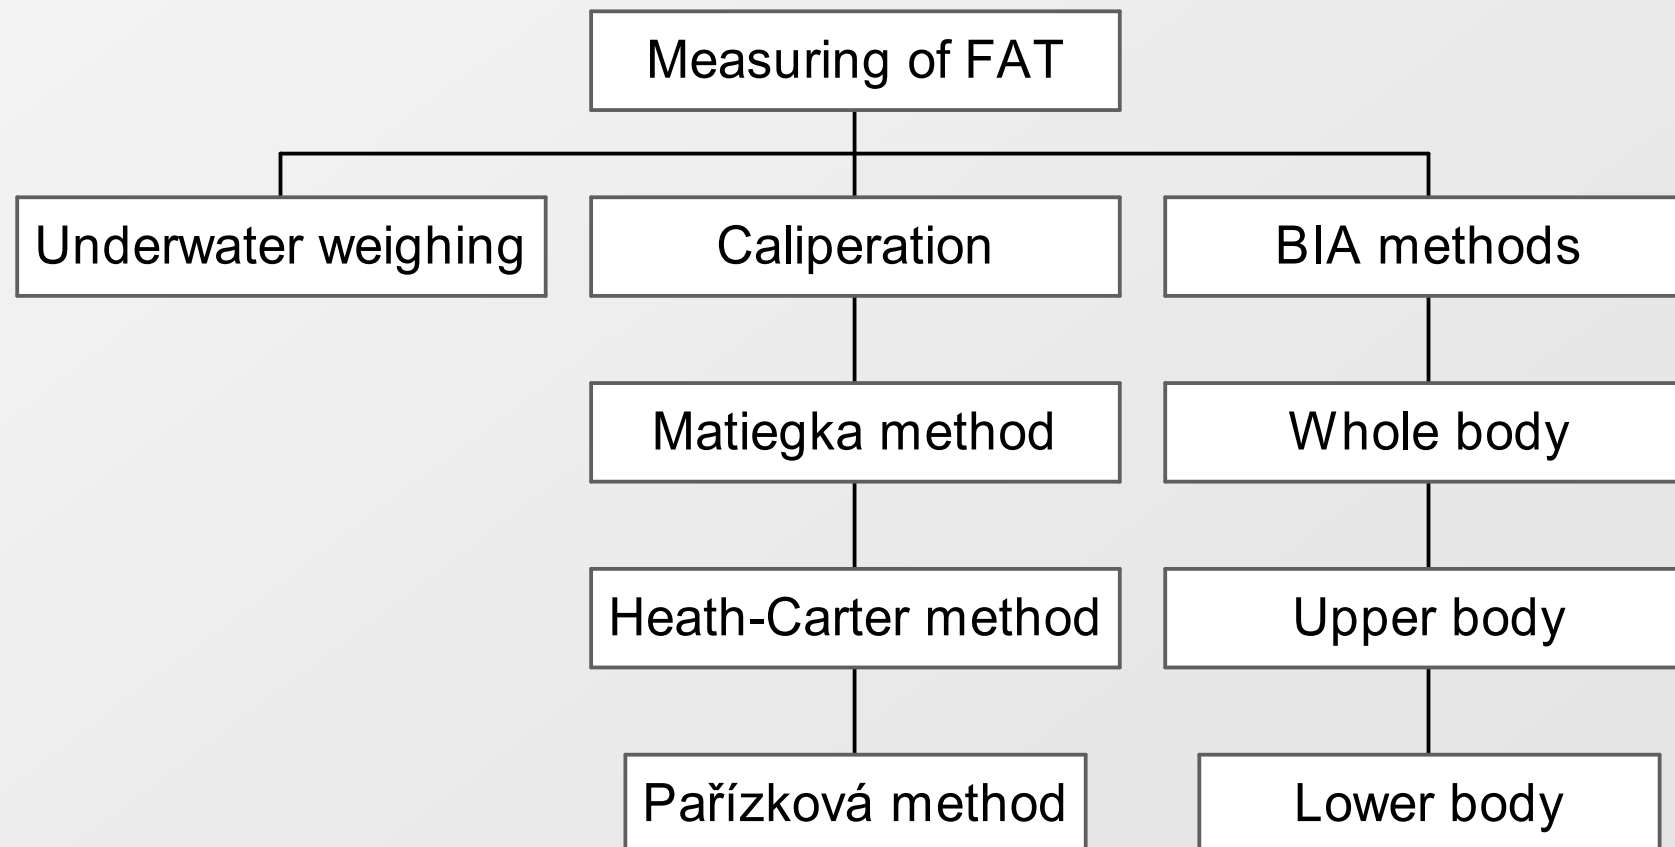 Measuring of FAT
Underwater weighing
Caliperation
BIA methods
Matiegka method
Whole body
Heath-Carter method
Upper body
Pařízková method
Lower body